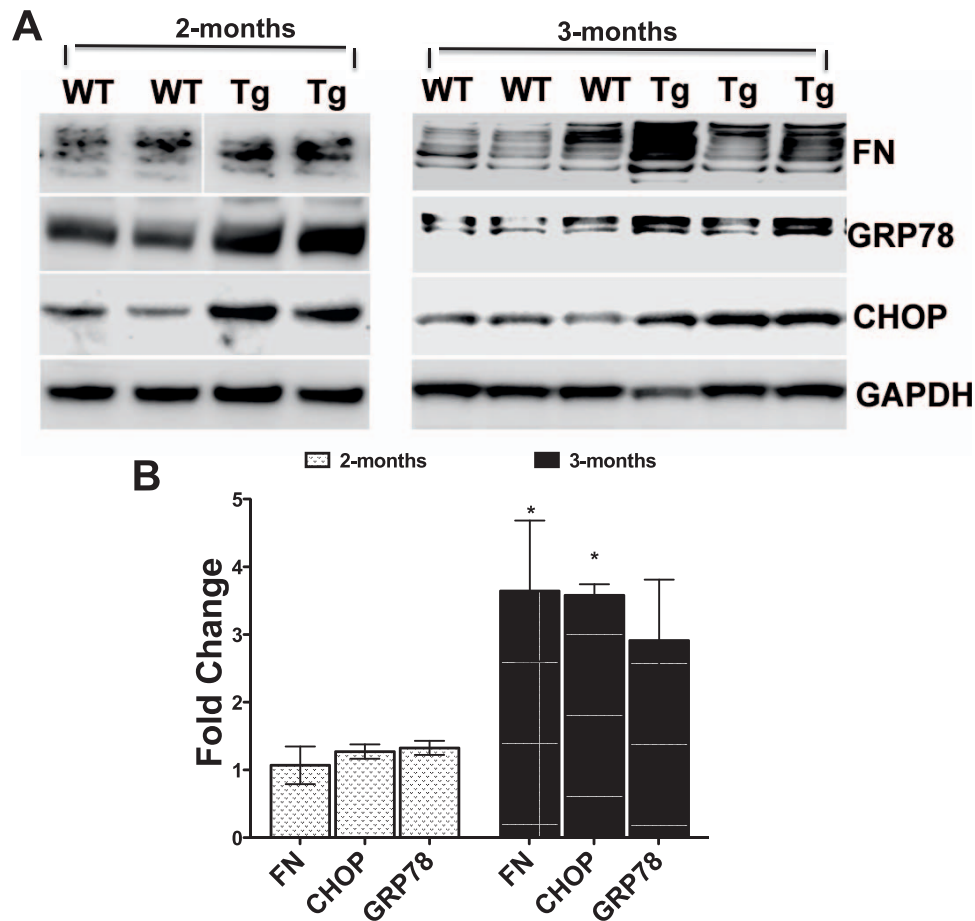 A
2-months
3-months
WT WT Tg Tg
WT WT WT Tg Tg Tg
FN
GRP78
CHOP
GAPDH
2-months
3-months
B
5
4
3
2
1
0
Fold Change
* *
FN CHOP GRP78 FN CHOP GRP78